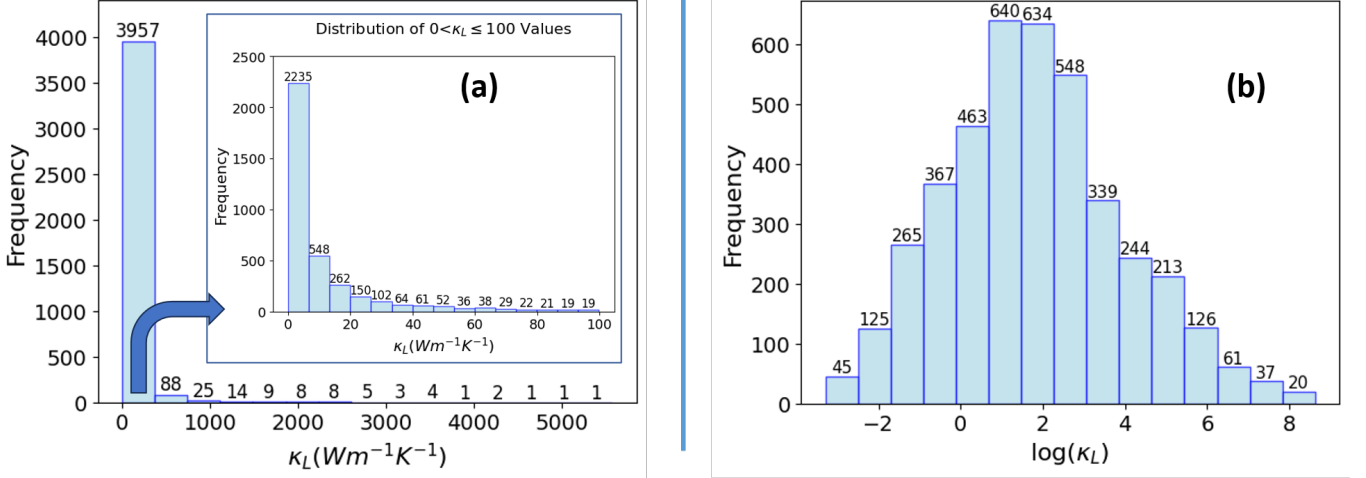 3957
4000
3500
3000
2500
2000
1500
1000
500
0
Frequency
88 25 14 9 8 8 5 3 4 1 2 1 1 1
0 1000 2000 3000 4000 5000
κ_L(Wm⁻¹K⁻¹)
Distribution of 0<κ_L ≤ 100 Values
(a)
2500
2000
1500
1000
500
0
Frequency
2235 548 262 150 102 64 61 52 36 38 29 22 21 19 19
0 20 40 60 80 100
κ_L(Wm⁻¹K⁻¹)
(b)
600
500
400
300
200
100
0
Frequency
45 125 265 367 463 640 634 548 339 244 213 126 61 37 20
−2 0 2 4 6 8
log(κ_L)